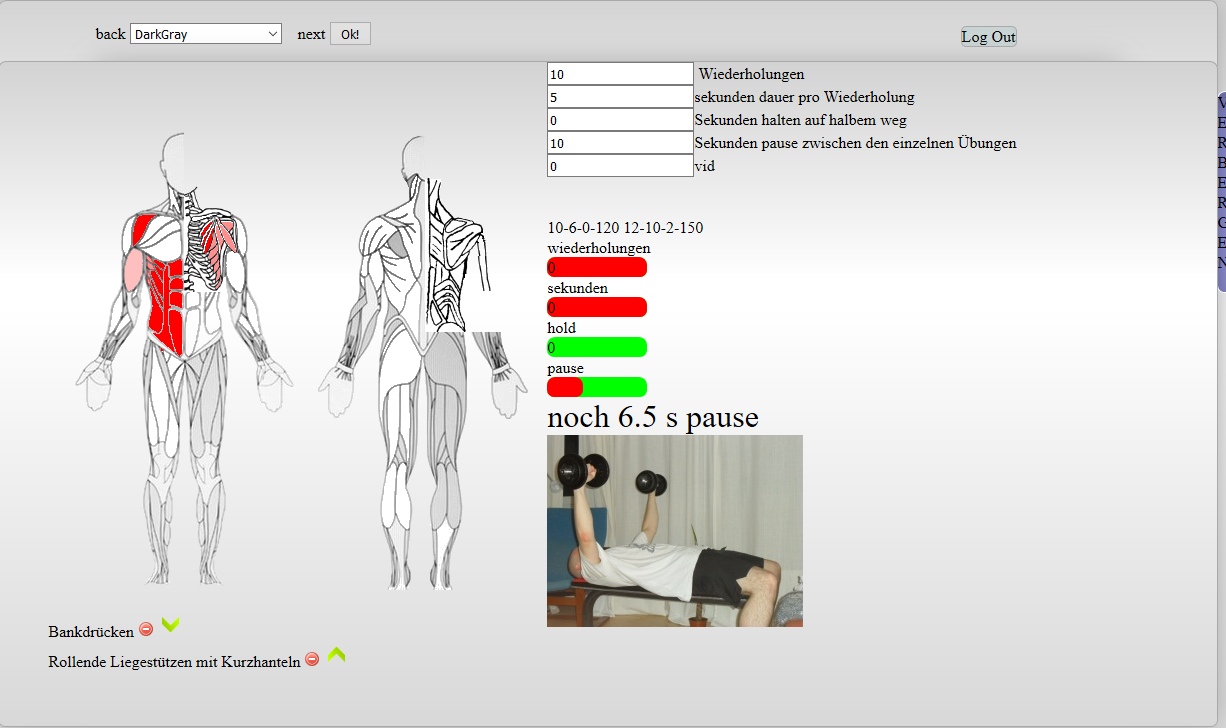 back DarkGray next Ok!
Log Out
10 Wiederholungen
5 sekunden dauer pro Wiederholung
0 Sekunden halten auf halbem weg
10 Sekunden pause zwischen den einzelnen Übungen
0 vid
10-6-0-120 12-10-2-150
wiederholungen
0
sekunden
0
hold
0
pause
noch 6.5 s pause
Bankdrücken
Rollende Liegestützen mit Kurzhanteln
V
E
R
B
E
R
G
E
N